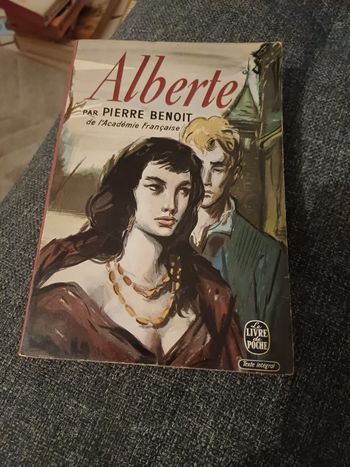 Alberte
PAR PIERRE BENOIT
de l'Académie française
Le
LIVRE
de
POCHE
Texte intégral